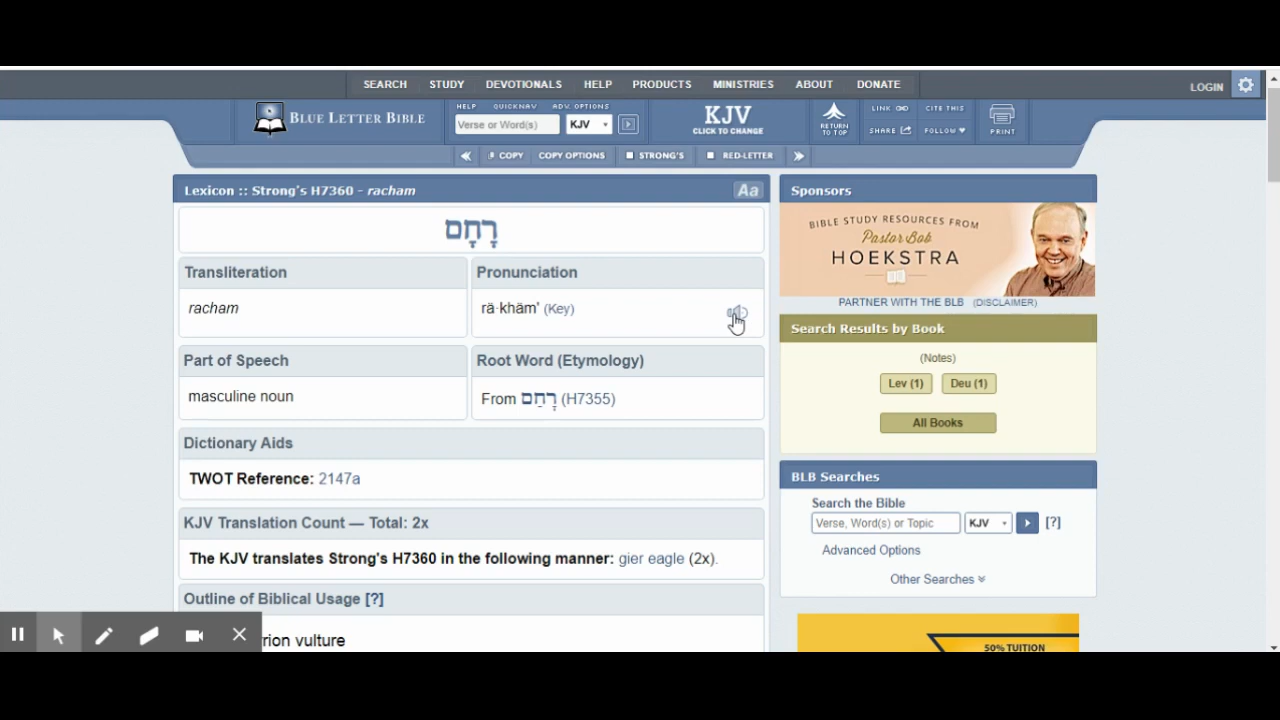 SEARCH STUDY DEVOTIONALS HELP PRODUCTS MINISTRIES ABOUT DONATE
LOGIN
BLUE LETTER BIBLE
HELP QUICKNAV ADV. OPTIONS
Verse or Word(s) KJV
KJV
CLICK TO CHANGE
RETURN
TO TOP
LINK CITE THIS
SHARE FOLLOW
PRINT
COPY COPY OPTIONS STRONG'S RED-LETTER
Lexicon :: Strong's H7360 - racham
Aa
רָחָם
Transliteration
racham
Pronunciation
rä·khäm' (Key)
Part of Speech
masculine noun
Root Word (Etymology)
From רָחַם (H7355)
Dictionary Aids
TWOT Reference: 2147a
KJV Translation Count — Total: 2x
The KJV translates Strong's H7360 in the following manner: gier eagle (2x).
Outline of Biblical Usage [?]
vulture
Sponsors
BIBLE STUDY RESOURCES FROM
Pastor Bob
HOEKSTRA
PARTNER WITH THE BLB (DISCLAIMER)
Search Results by Book
(Notes)
Lev (1) Deu (1)
All Books
BLB Searches
Search the Bible
Verse, Word(s) or Topic KJV [?]
Advanced Options
Other Searches
50% TUITION